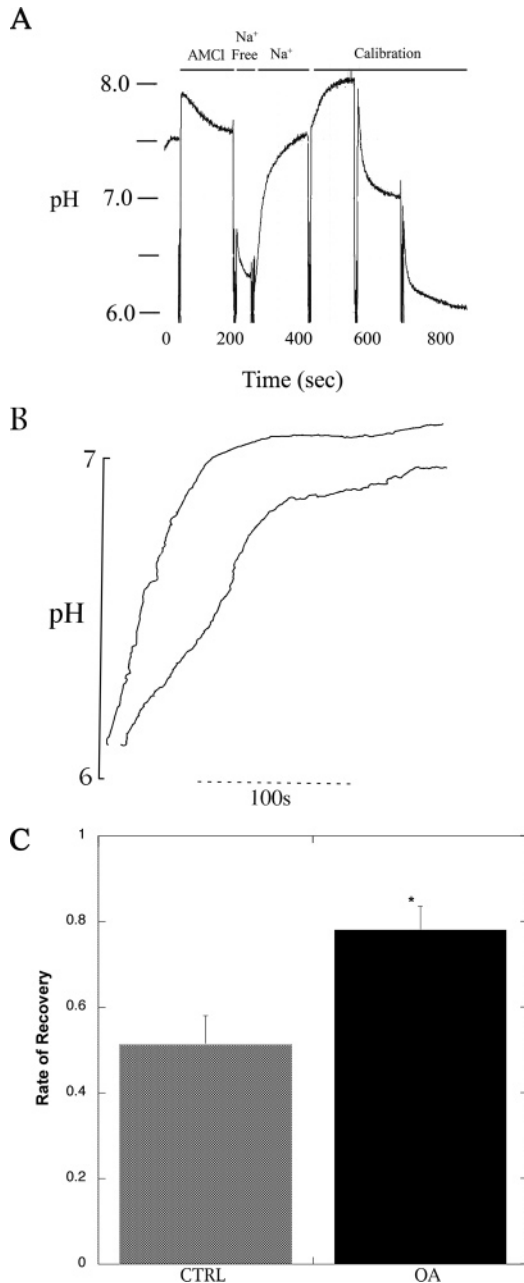 A
Na⁺
AMCl Free Na⁺ Calibration
8.0
7.0
pH
6.0
0 200 400 600 800
Time (sec)
B
7
pH
6
100s
C
1
0.8
*
0.6
Rate of Recovery
0.4
0.2
0
CTRL OA